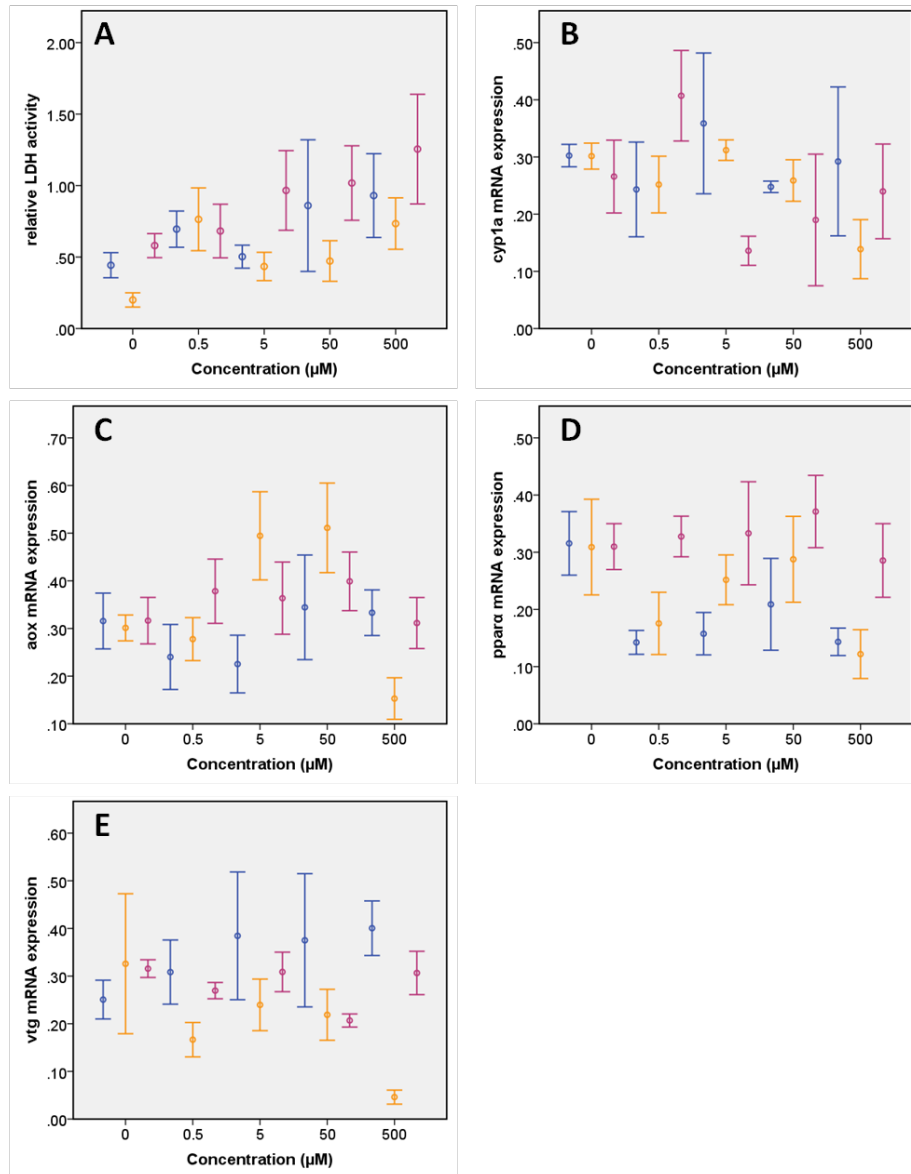 A
relative LDH activity
2.00
1.50
1.00
.50
.00
0 0.5 5 50 500
Concentration (µM)
B
cyp1a mRNA expression
.50
.40
.30
.20
.10
.00
0 0.5 5 50 500
Concentration (µM)
C
aox mRNA expression
.70
.60
.50
.40
.30
.20
.10
0 0.5 5 50 500
Concentration (µM)
D
pparα mRNA expression
.50
.40
.30
.20
.10
.00
0 0.5 5 50 500
Concentration (µM)
E
vtg mRNA expression
.60
.50
.40
.30
.20
.10
.00
0 0.5 5 50 500
Concentration (µM)